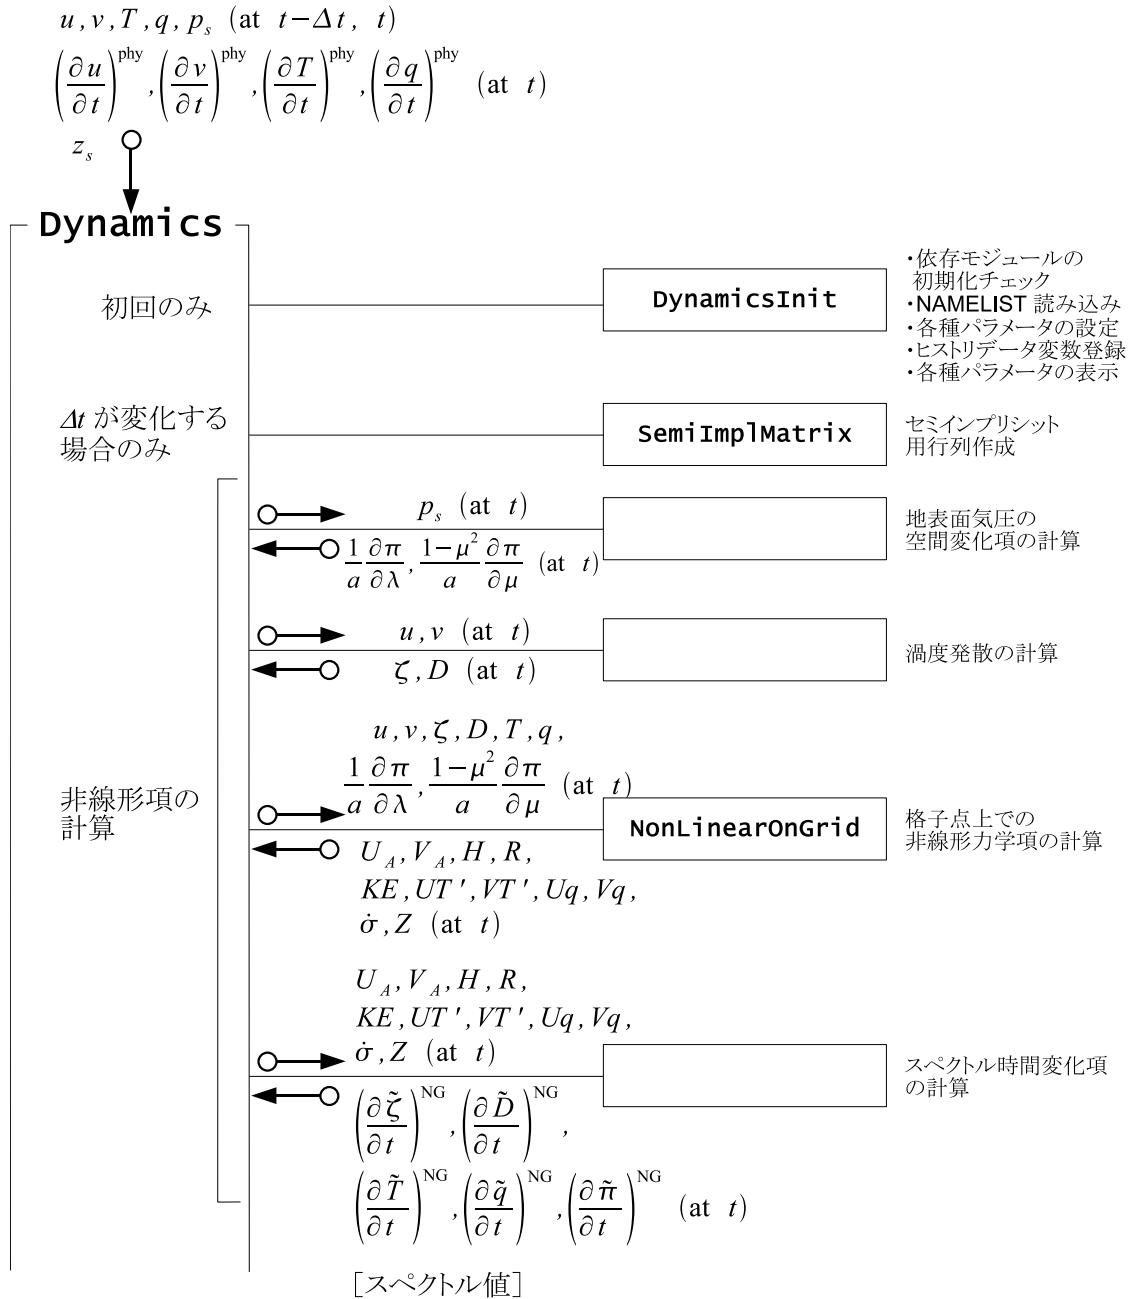 u, v, T, q, p_s (at t−Δt, t)
(∂u/∂t)^phy, (∂v/∂t)^phy, (∂T/∂t)^phy, (∂q/∂t)^phy (at t)
z_s
Dynamics
初回のみ
DynamicsInit
・依存モジュールの
初期化チェック
・NAMELIST 読み込み
・各種パラメータの設定
・ヒストリデータ変数登録
・各種パラメータの表示
Δt が変化する
場合のみ
SemiImplMatrix
セミインプリシット
用行列作成
p_s (at t)
1/a ∂π/∂λ, (1−μ²)/a ∂π/∂μ (at t)
地表面気圧の
空間変化項の計算
u, v (at t)
ζ, D (at t)
渦度発散の計算
非線形項の
計算
u, v, ζ, D, T, q,
1/a ∂π/∂λ, (1−μ²)/a ∂π/∂μ (at t)
NonLinearOnGrid
格子点上での
非線形力学項の計算
U_A, V_A, H, R,
KE, UT', VT', Uq, Vq,
σ̇, Z (at t)
U_A, V_A, H, R,
KE, UT', VT', Uq, Vq,
σ̇, Z (at t)
スペクトル時間変化項
の計算
(∂ζ̃/∂t)^NG, (∂D̃/∂t)^NG,
(∂T̃/∂t)^NG, (∂q̃/∂t)^NG, (∂π̃/∂t)^NG (at t)
[スペクトル値]